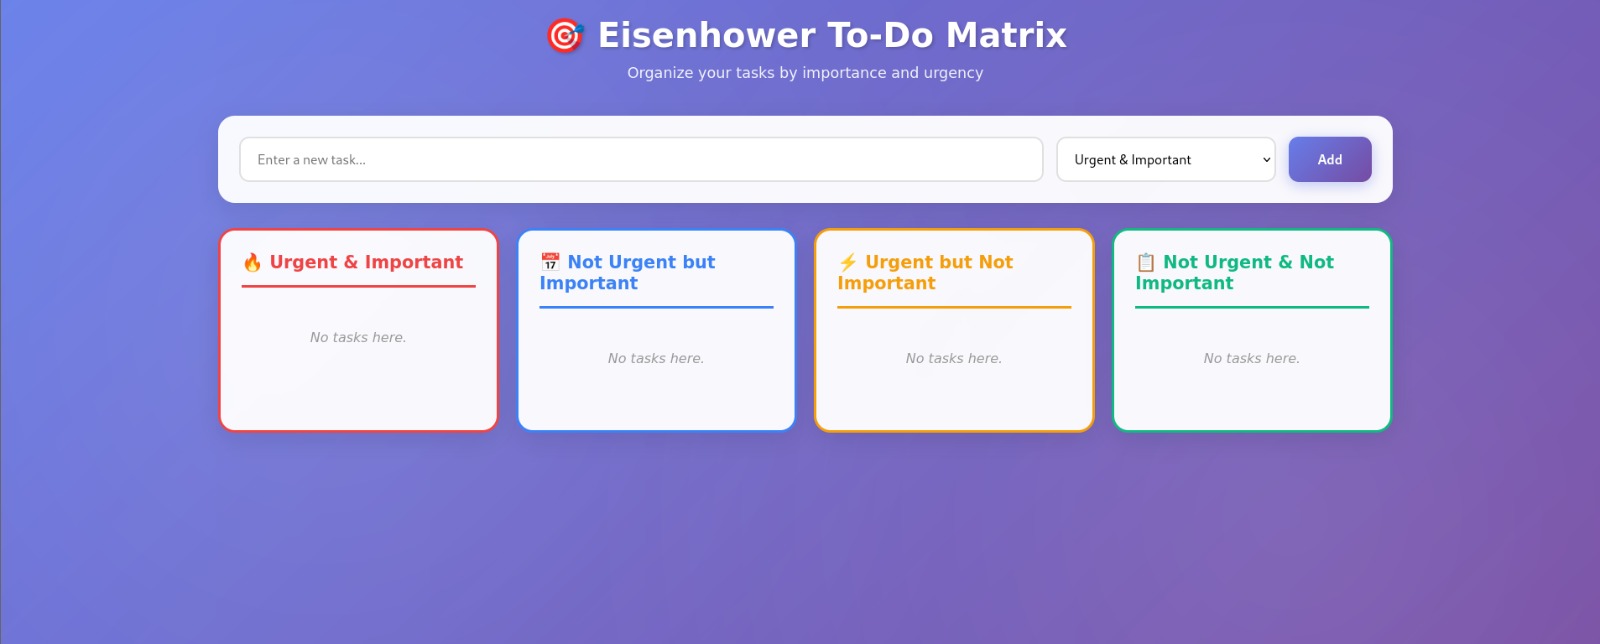 🎯 Eisenhower To-Do Matrix
Organize your tasks by importance and urgency
Enter a new task...
Urgent & Important
Add
🔥 Urgent & Important
No tasks here.
📅 Not Urgent but
Important
No tasks here.
⚡ Urgent but Not
Important
No tasks here.
📋 Not Urgent & Not
Important
No tasks here.